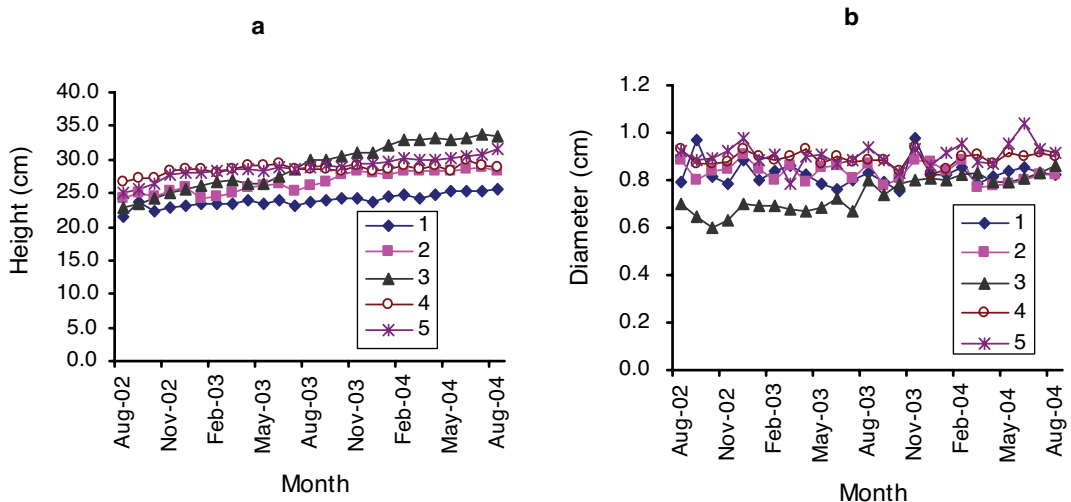 a
Height (cm)
40.0
35.0
30.0
25.0
20.0
15.0
10.0
5.0
0.0
Aug-02
Nov-02
Feb-03
May-03
Aug-03
Nov-03
Feb-04
May-04
Aug-04
Month
1
2
3
4
5
b
Diameter (cm)
1.2
1.0
0.8
0.6
0.4
0.2
0.0
Aug-02
Nov-02
Feb-03
May-03
Aug-03
Nov-03
Feb-04
May-04
Aug-04
Month
1
2
3
4
5